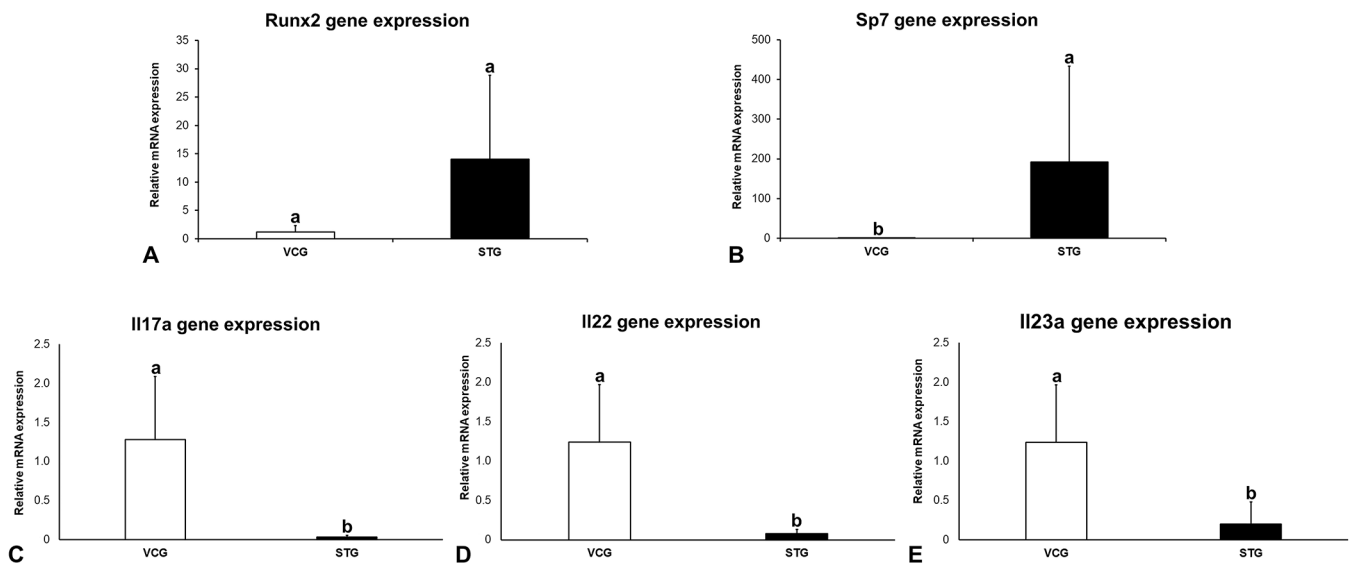 Runx2 gene expression
Relative mRNA expression
35
30
25
20
15
10
5
0
a
a
VCG
STG
A
Sp7 gene expression
Relative mRNA expression
500
400
300
200
100
0
b
a
VCG
STG
B
Il17a gene expression
Relative mRNA expression
2.5
2.0
1.5
1.0
0.5
0
a
b
VCG
STG
C
Il22 gene expression
Relative mRNA expression
2.5
2.0
1.5
1.0
0.5
0
a
b
VCG
STG
D
Il23a gene expression
Relative mRNA expression
2.5
2.0
1.5
1.0
0.5
0
a
b
VCG
STG
E